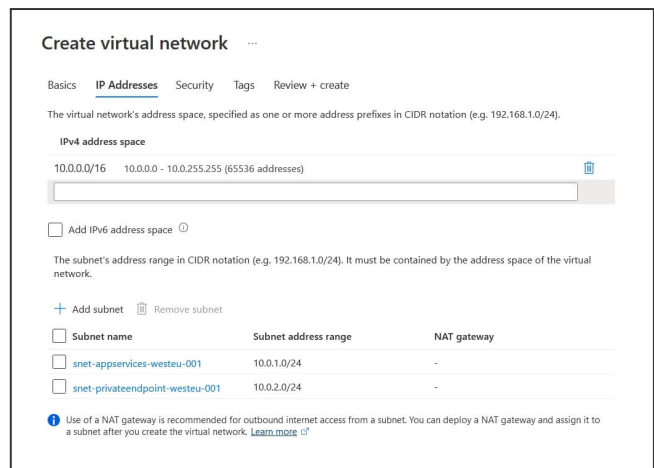 Create virtual network ...
Basics IP Addresses Security Tags Review + create
The virtual network's address space, specified as one or more address prefixes in CIDR notation (e.g. 192.168.1.0/24).
IPv4 address space
10.0.0.0/16 10.0.0.0 - 10.0.255.255 (65536 addresses)
Add IPv6 address space
The subnet's address range in CIDR notation (e.g. 192.168.1.0/24). It must be contained by the address space of the virtual
network.
+ Add subnet Remove subnet
Subnet name Subnet address range NAT gateway
snet-appservices-westeu-001 10.0.1.0/24 -
snet-privateendpoint-westeu-001 10.0.2.0/24 -
Use of a NAT gateway is recommended for outbound internet access from a subnet. You can deploy a NAT gateway and assign it to
a subnet after you create the virtual network. Learn more